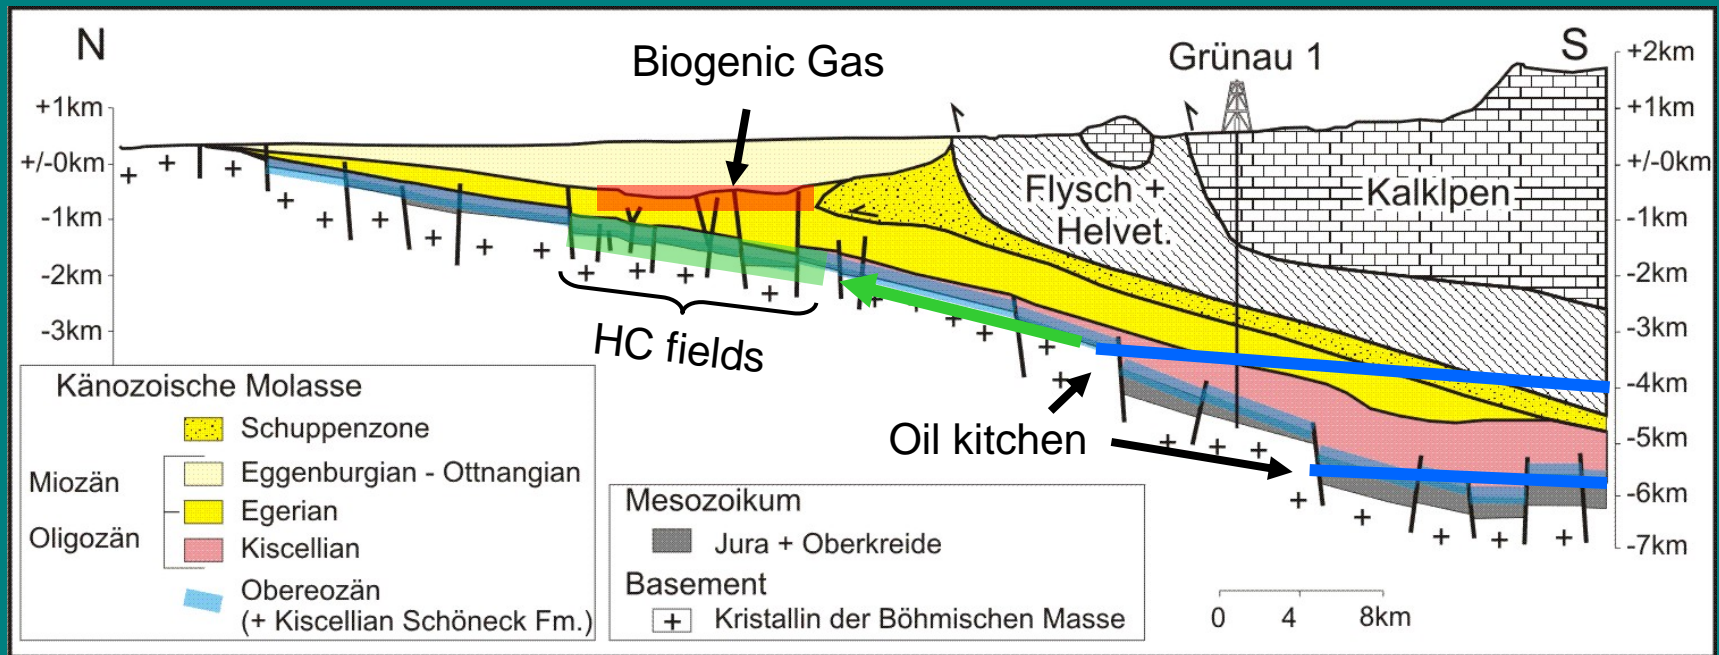 N
Biogenic Gas
Grünau 1
S
+1km
+/-0km
-1km
-2km
-3km
+2km
+1km
+/-0km
-1km
-2km
-3km
-4km
-5km
-6km
-7km
Flysch +
Helvet.
Kalklpen
HC fields
Oil kitchen
Känozoische Molasse
Schuppenzone
Miozän
Eggenburgian - Ottnangian
Egerian
Oligozän
Kiscellian
Obereozän
(+ Kiscellian Schöneck Fm.)
Mesozoikum
Jura + Oberkreide
Basement
+ Kristallin der Böhmischen Masse
0 4 8km